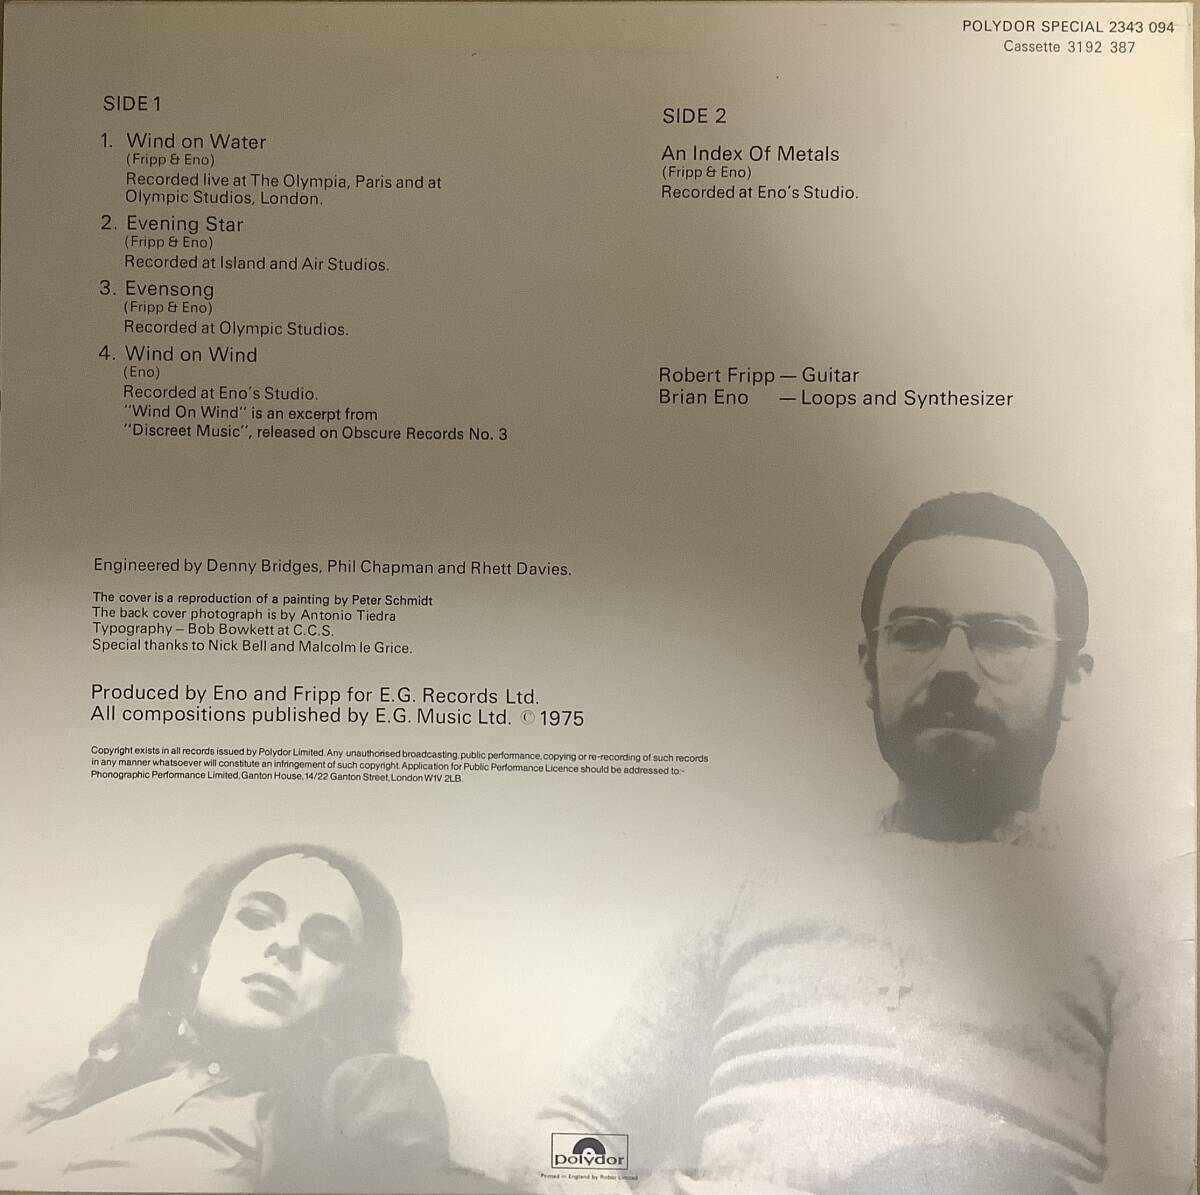 POLYDOR SPECIAL 2343 094
Cassette 3192 387
SIDE 1
1. Wind on Water
(Fripp & Eno)
Recorded live at The Olympia, Paris and at
Olympic Studios, London.
2. Evening Star
(Fripp & Eno)
Recorded at Island and Air Studios.
3. Evensong
(Fripp & Eno)
Recorded at Olympic Studios.
4. Wind on Wind
(Eno)
Recorded at Eno's Studio.
"Wind On Wind" is an excerpt from
"Discreet Music", released on Obscure Records No. 3
SIDE 2
An Index Of Metals
(Fripp & Eno)
Recorded at Eno's Studio.
Robert Fripp — Guitar
Brian Eno — Loops and Synthesizer
Engineered by Denny Bridges, Phil Chapman and Rhett Davies.
The cover is a reproduction of a painting by Peter Schmidt
The back cover photograph is by Antonio Tiedra
Typography – Bob Bowkett at C.C.S.
Special thanks to Nick Bell and Malcolm le Grice.
Produced by Eno and Fripp for E.G. Records Ltd.
All compositions published by E.G. Music Ltd. © 1975
Copyright exists in all records issued by Polydor Limited. Any unauthorised broadcasting, public performance, copying or re-recording of such records
in any manner whatsoever will constitute an infringement of such copyright. Application for Public Performance Licence should be addressed to:-
Phonographic Performance Limited, Ganton House, 14/22 Ganton Street, London W1V 2LB.
polydor
Printed in England by Robor Limited